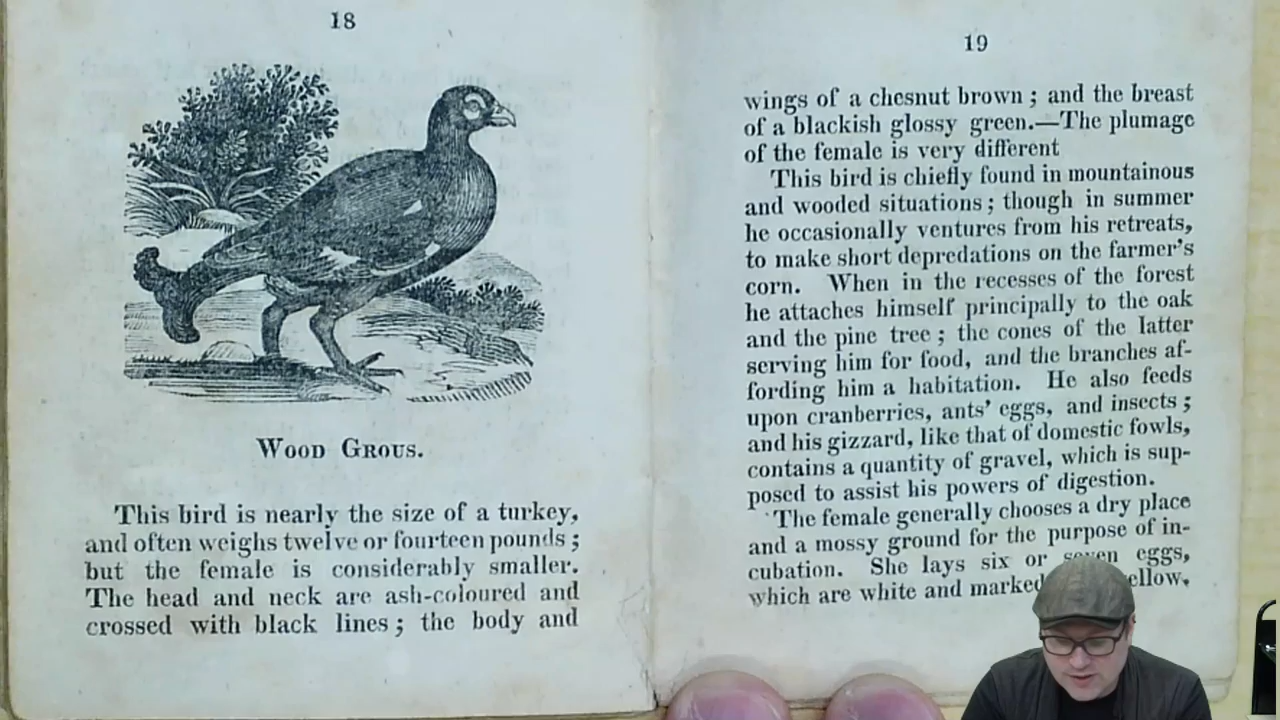 18
WOOD GROUS.
This bird is nearly the size of a turkey,
and often weighs twelve or fourteen pounds ;
but the female is considerably smaller.
The head and neck are ash-coloured and
crossed with black lines ; the body and
19
wings of a chesnut brown ; and the breast
of a blackish glossy green.—The plumage
of the female is very different
This bird is chiefly found in mountainous
and wooded situations ; though in summer
he occasionally ventures from his retreats,
to make short depredations on the farmer's
corn. When in the recesses of the forest
he attaches himself principally to the oak
and the pine tree ; the cones of the latter
serving him for food, and the branches af-
fording him a habitation. He also feeds
upon cranberries, ants' eggs, and insects ;
and his gizzard, like that of domestic fowls,
contains a quantity of gravel, which is sup-
posed to assist his powers of digestion.
The female generally chooses a dry place
and a mossy ground for the purpose of in-
cubation. She lays six or seven eggs,
which are white and marked